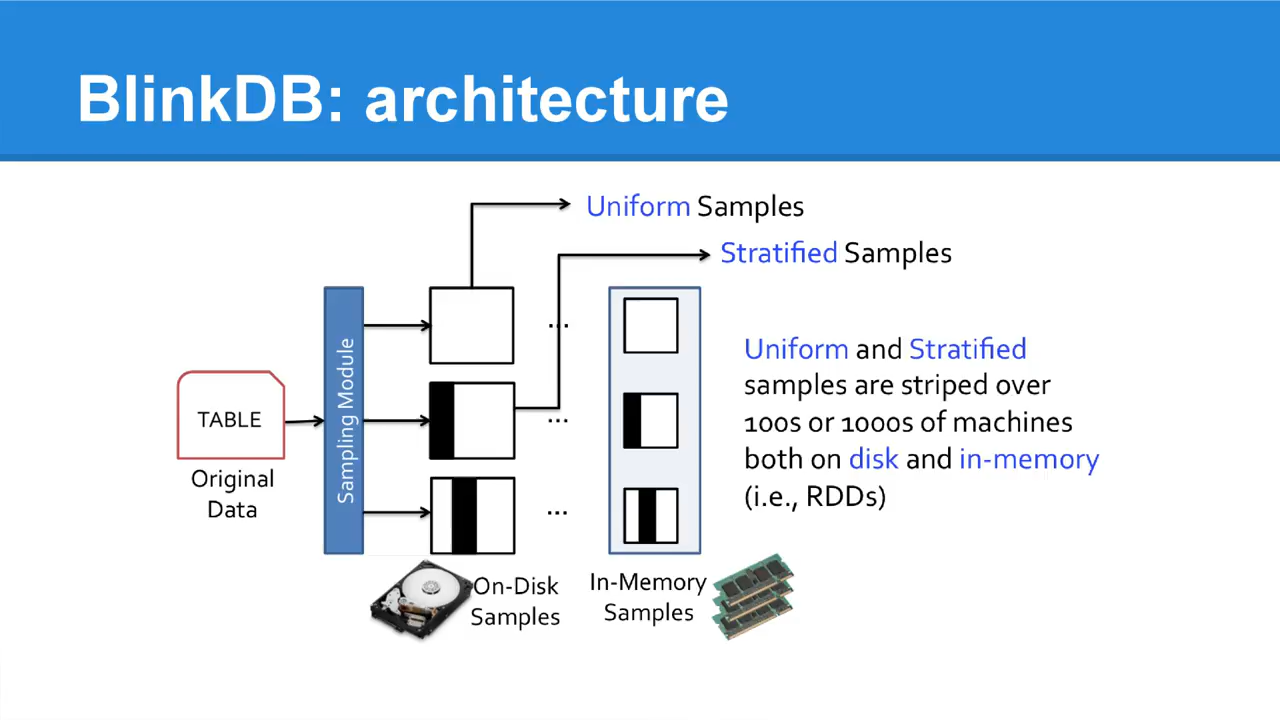 BlinkDB: architecture
Uniform Samples
Stratified Samples
...
...
...
TABLE
Original
Data
Sampling Module
Uniform and Stratified
samples are striped over
100s or 1000s of machines
both on disk and in-memory
(i.e., RDDs)
On-Disk
Samples
In-Memory
Samples